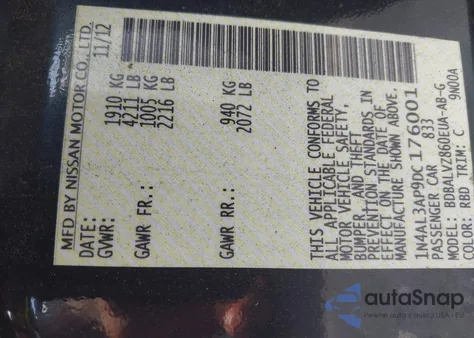 MFD BY NISSAN MOTOR CO., LTD.
DATE: 11/12
GVWR: 1910 KG
4211 LB
GAWR FR.: 1005 KG
2216 LB
GAWR RR.: 940 KG
2072 LB
THIS VEHICLE CONFORMS TO
ALL APPLICABLE FEDERAL
MOTOR VEHICLE SAFETY,
BUMPER, AND THEFT
PREVENTION STANDARDS IN
EFFECT ON THE DATE OF
MANUFACTURE SHOWN ABOVE.
1N4AL3AP9DC176001
PASSENGER CAR 833
MODEL: BDBALVZ860EUA-AB-G
COLOR: RBD TRIM: C 9N00A
autaSnap